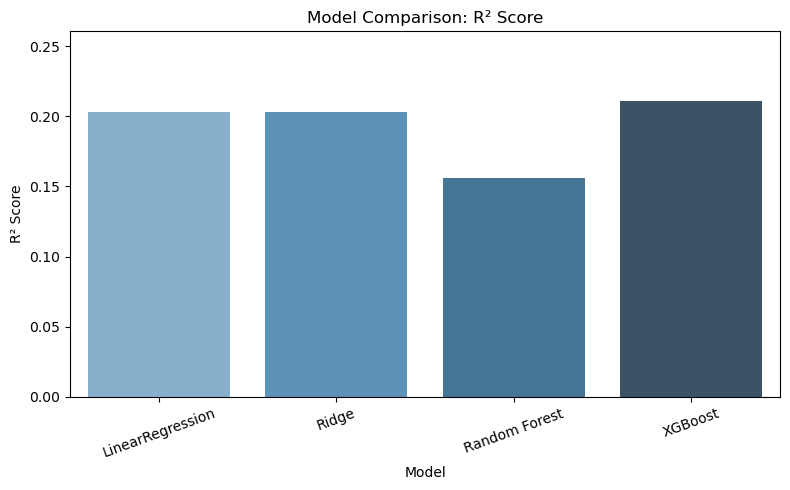 Model Comparison: R² Score
R² Score
0.25
0.20
0.15
0.10
0.05
0.00
LinearRegression
Ridge
Random Forest
XGBoost
Model